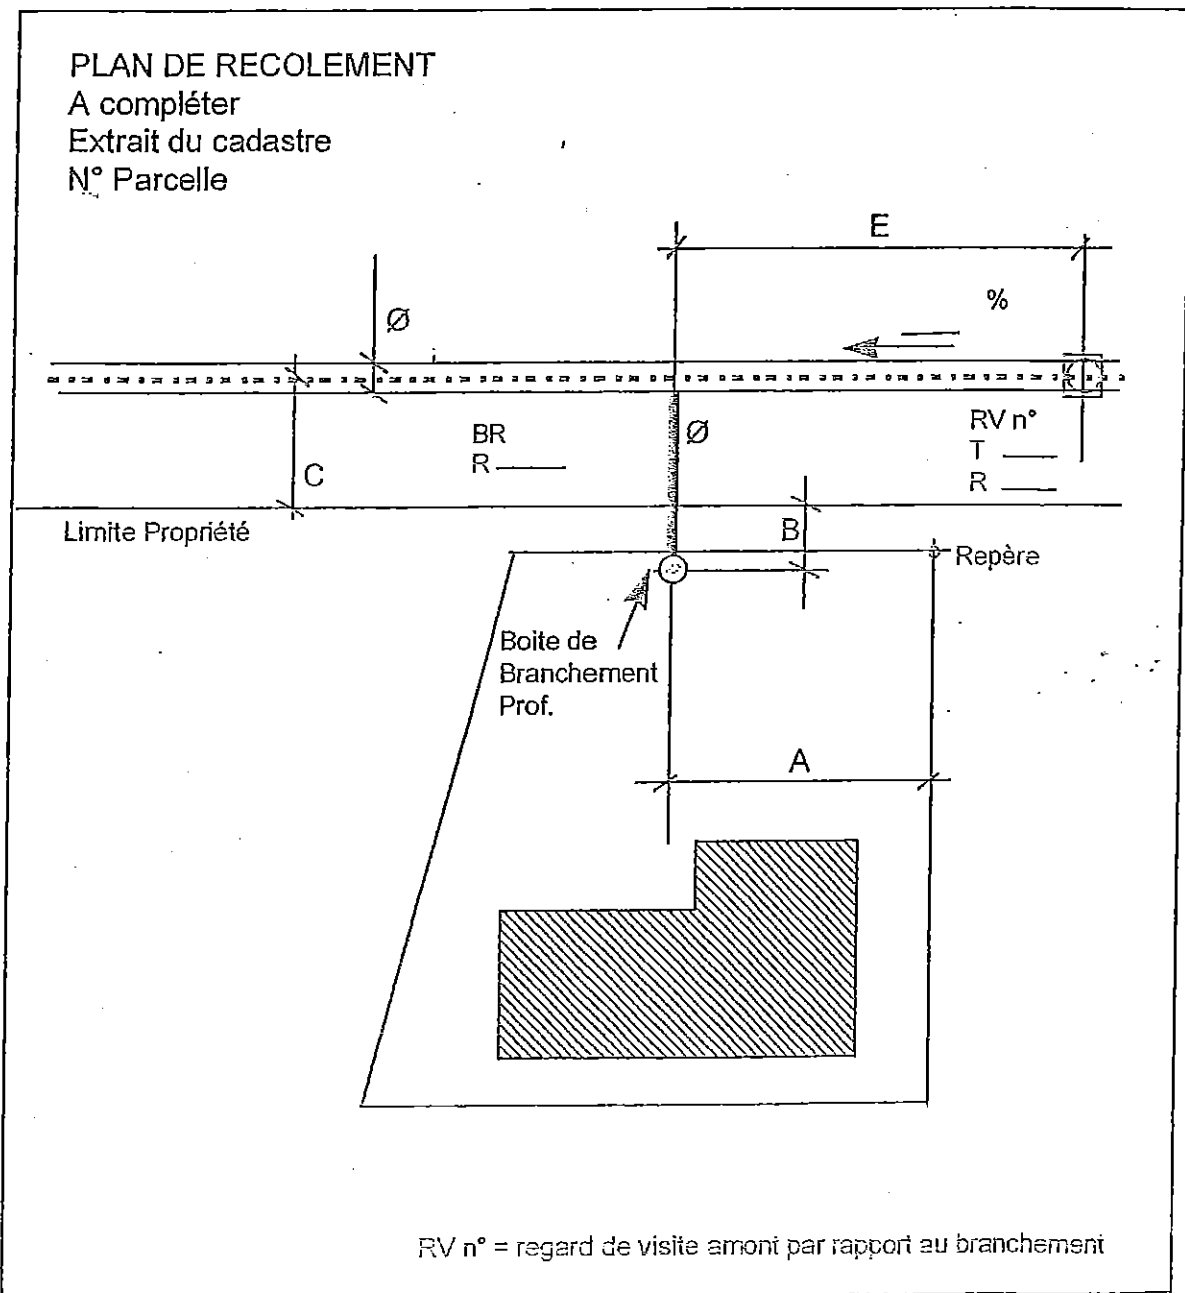 PLAN DE RECOLEMENT
A compléter
Extrait du cadastre
N° Parcelle
E
%
Ø
BR
R
Ø
RV n°
T
R
C
B
Limite Propriété
Repère
Boite de
Branchement
Prof.
A
RV n° = regard de visite amont par rapport au branchement